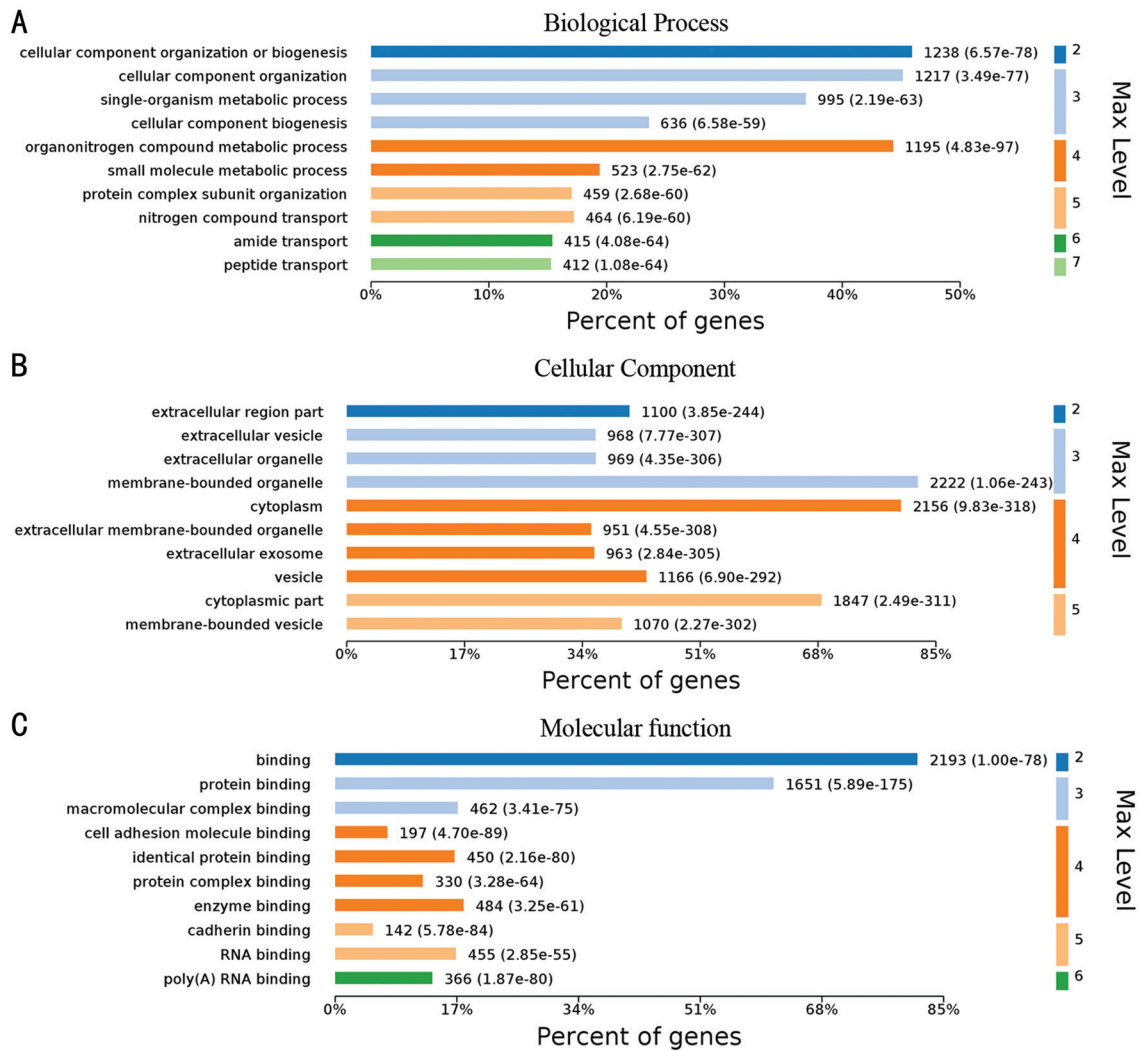 A
Biological Process
cellular component organization or biogenesis 1238 (6.57e-78)
cellular component organization 1217 (3.49e-77)
single-organism metabolic process 995 (2.19e-63)
cellular component biogenesis 636 (6.58e-59)
organonitrogen compound metabolic process 1195 (4.83e-97)
small molecule metabolic process 523 (2.75e-62)
protein complex subunit organization 459 (2.68e-60)
nitrogen compound transport 464 (6.19e-60)
amide transport 415 (4.08e-64)
peptide transport 412 (1.08e-64)
0% 10% 20% 30% 40% 50%
Percent of genes
2
3
4
5
6
7
Max Level
B
Cellular Component
extracellular region part 1100 (3.85e-244)
extracellular vesicle 968 (7.77e-307)
extracellular organelle 969 (4.35e-306)
membrane-bounded organelle 2222 (1.06e-243)
cytoplasm 2156 (9.83e-318)
extracellular membrane-bounded organelle 951 (4.55e-308)
extracellular exosome 963 (2.84e-305)
vesicle 1166 (6.90e-292)
cytoplasmic part 1847 (2.49e-311)
membrane-bounded vesicle 1070 (2.27e-302)
0% 17% 34% 51% 68% 85%
Percent of genes
2
3
4
5
Max Level
C
Molecular function
binding 2193 (1.00e-78)
protein binding 1651 (5.89e-175)
macromolecular complex binding 462 (3.41e-75)
cell adhesion molecule binding 197 (4.70e-89)
identical protein binding 450 (2.16e-80)
protein complex binding 330 (3.28e-64)
enzyme binding 484 (3.25e-61)
cadherin binding 142 (5.78e-84)
RNA binding 455 (2.85e-55)
poly(A) RNA binding 366 (1.87e-80)
0% 17% 34% 51% 68% 85%
Percent of genes
2
3
4
5
6
Max Level